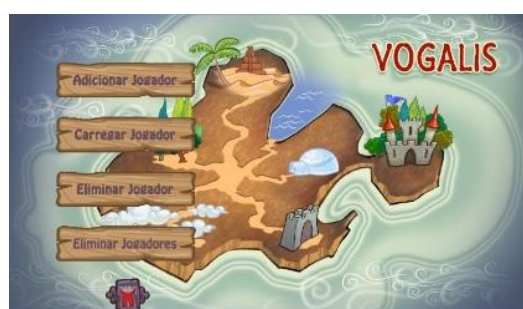 VOGALIS
Adicionar Jogador
Carregar Jogador
Eliminar Jogador
Eliminar Jogadores